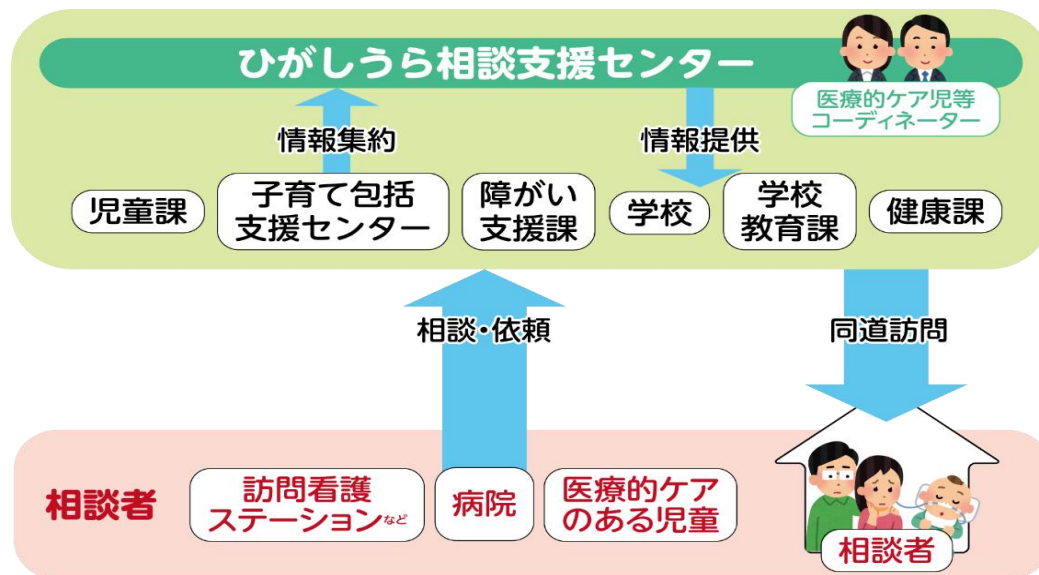 ひがしうら相談支援センター
医療的ケア児等
コーディネーター
情報集約
情報提供
児童課
子育て包括
支援センター
障がい
支援課
学校
学校
教育課
健康課
相談・依頼
同道訪問
相談者
訪問看護
ステーションなど
病院
医療的ケア
のある児童
相談者